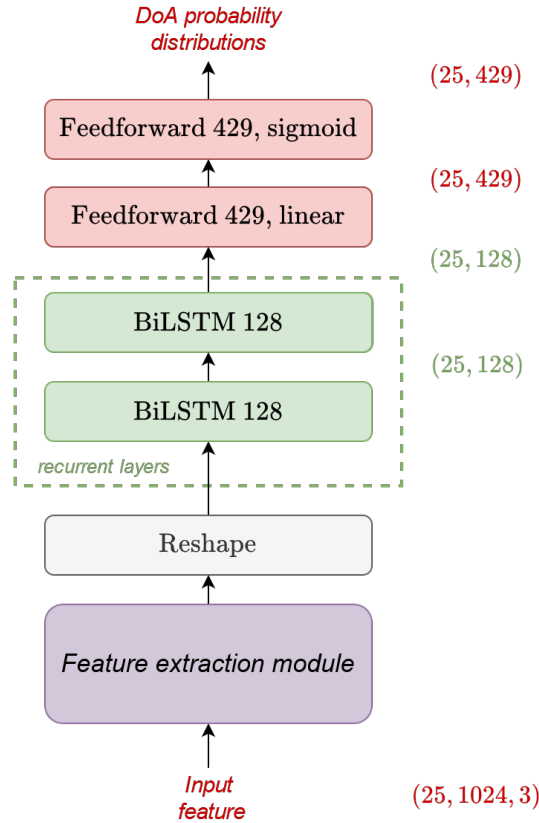 DoA probability
distributions
(25, 429)
Feedforward 429, sigmoid
(25, 429)
Feedforward 429, linear
(25, 128)
BiLSTM 128
(25, 128)
BiLSTM 128
recurrent layers
Reshape
Feature extraction module
Input
feature
(25, 1024, 3)